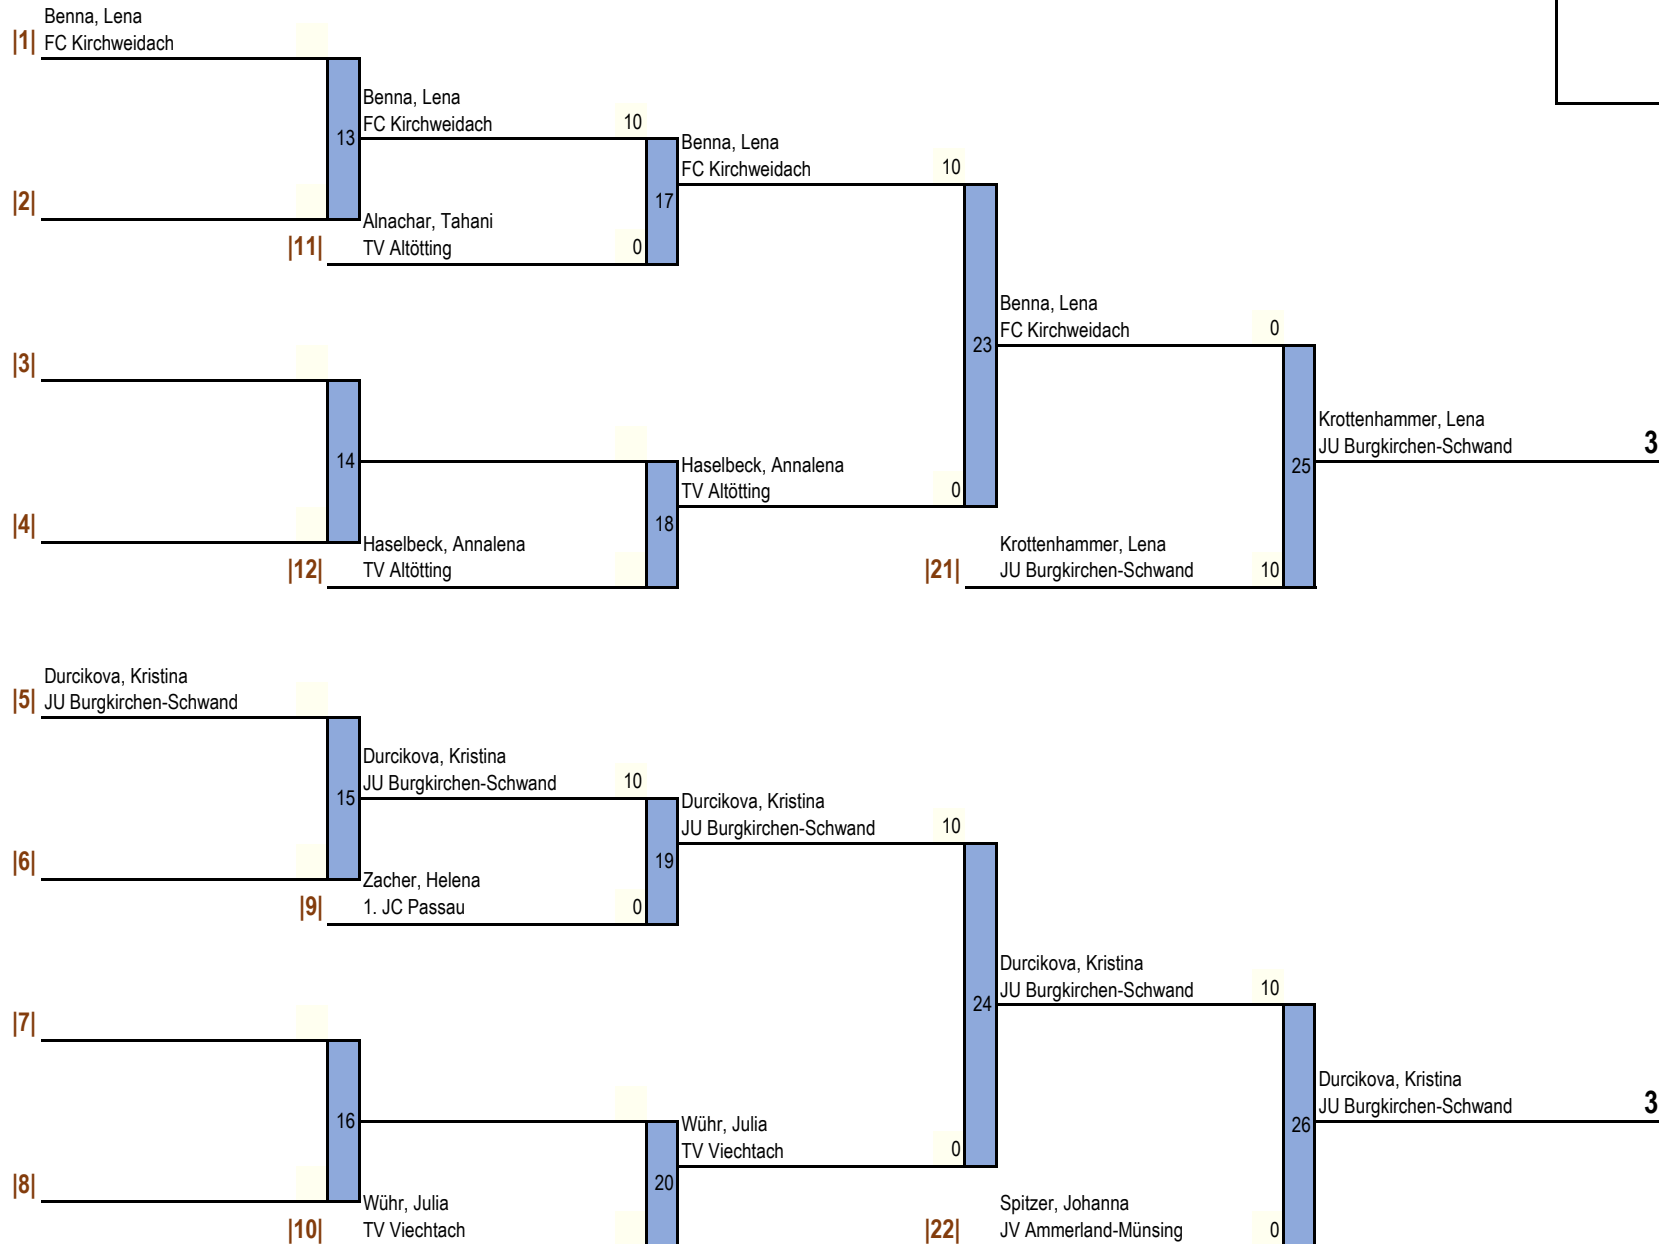 Benna, Lena
|1| FC Kirchweidach
Benna, Lena
FC Kirchweidach 10
13
Benna, Lena
FC Kirchweidach 10
|2|
17
Alnachar, Tahani
|11| TV Altötting 0
Benna, Lena
FC Kirchweidach 0
23
|3|
Krottenhammer, Lena
JU Burgkirchen-Schwand 3
14
Haselbeck, Annalena
25
TV Altötting 0
|4|
18
Haselbeck, Annalena
Krottenhammer, Lena
|12| TV Altötting
|21| JU Burgkirchen-Schwand 10
Durcikova, Kristina
|5| JU Burgkirchen-Schwand
Durcikova, Kristina
JU Burgkirchen-Schwand 10
15
Durcikova, Kristina
JU Burgkirchen-Schwand 10
|6|
19
Zacher, Helena
|9| 1. JC Passau 0
Durcikova, Kristina
JU Burgkirchen-Schwand 10
24
|7|
Durcikova, Kristina
JU Burgkirchen-Schwand 3
16
Wühr, Julia
26
TV Viechtach 0
|8|
20
Wühr, Julia
Spitzer, Johanna
|10| TV Viechtach
|22| JV Ammerland-Münsing 0